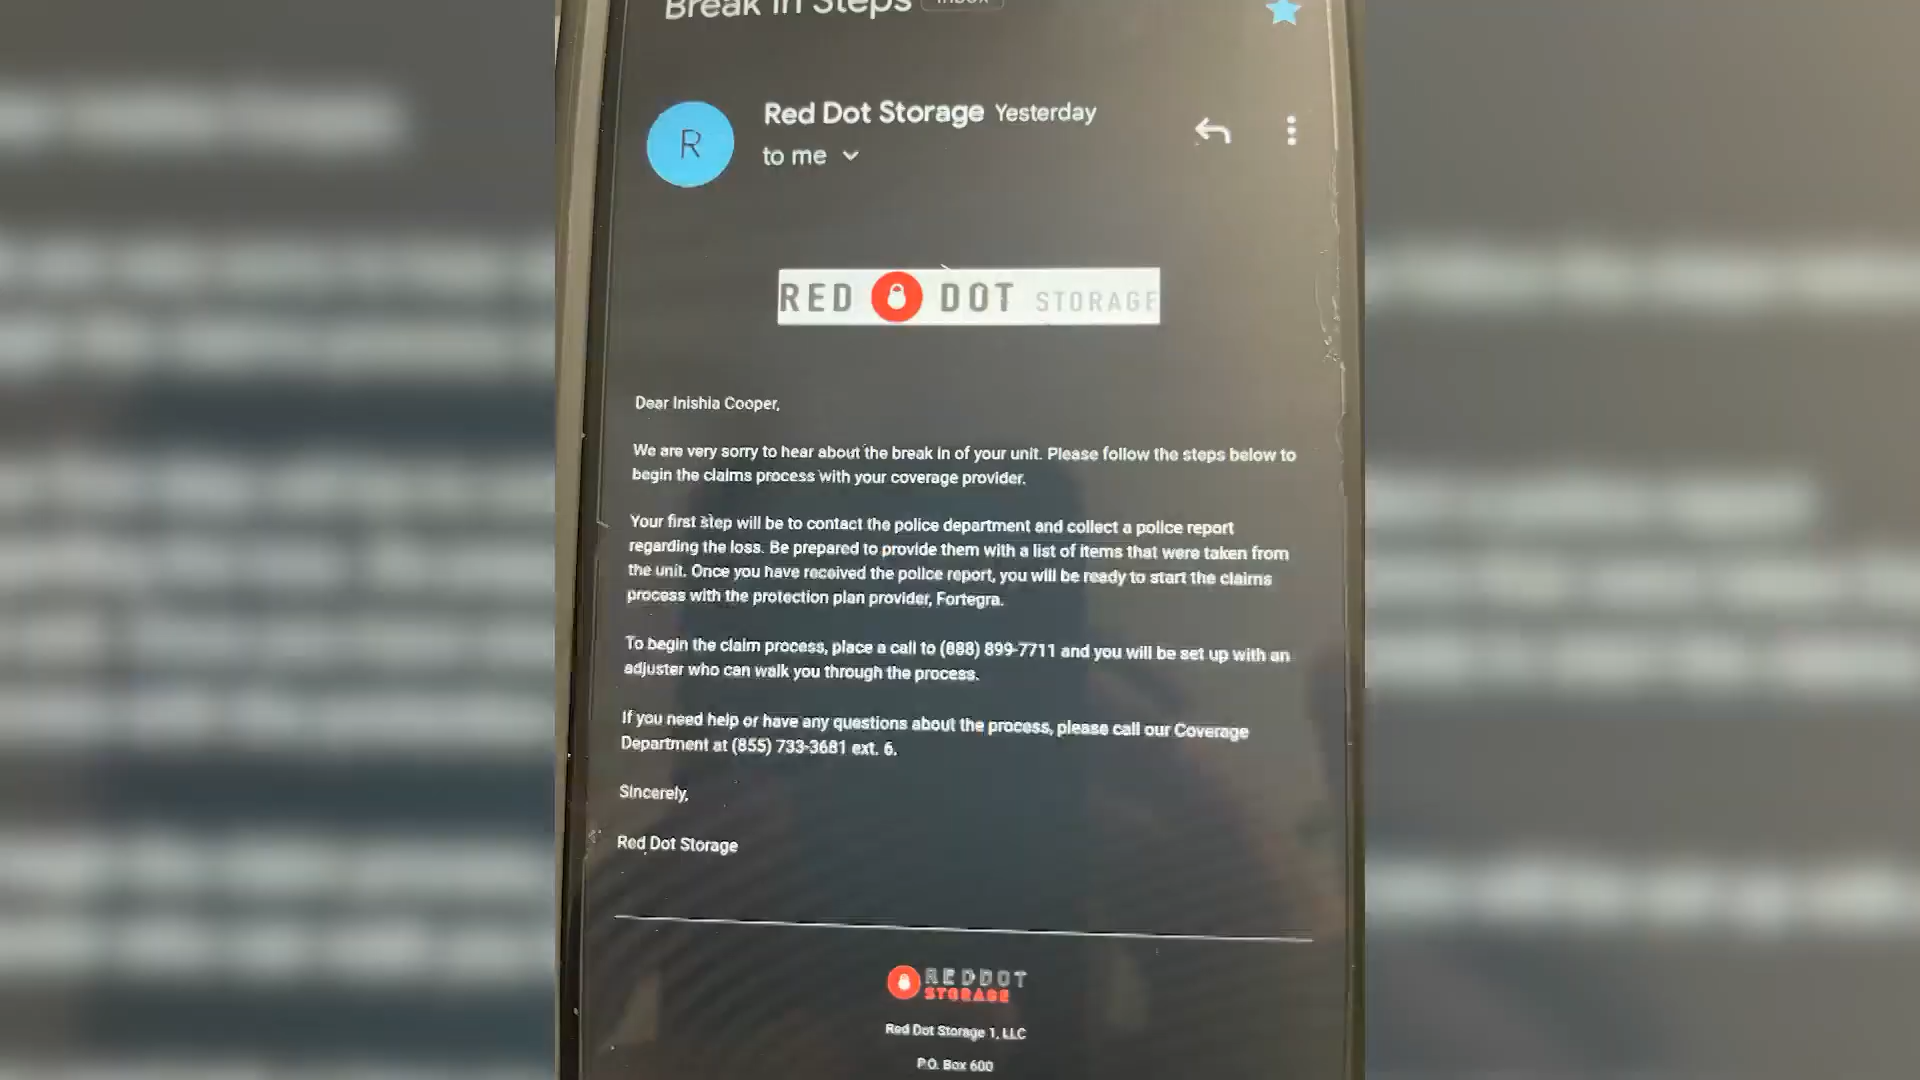 Break In Steps Inbox
Red Dot Storage Yesterday
to me
R
RED DOT STORAGE
Dear Inishia Cooper,
We are very sorry to hear about the break in of your unit. Please follow the steps below to
begin the claims process with your coverage provider.
Your first step will be to contact the police department and collect a police report
regarding the loss. Be prepared to provide them with a list of items that were taken from
the unit. Once you have received the police report, you will be ready to start the claims
process with the protection plan provider, Fortegra.
To begin the claim process, place a call to (888) 899-7711 and you will be set up with an
adjuster who can walk you through the process.
If you need help or have any questions about the process, please call our Coverage
Department at (855) 733-3681 ext. 6.
Sincerely,
Red Dot Storage
REDDOT
STORAGE
Red Dot Storage 1, LLC
P.O. Box 600